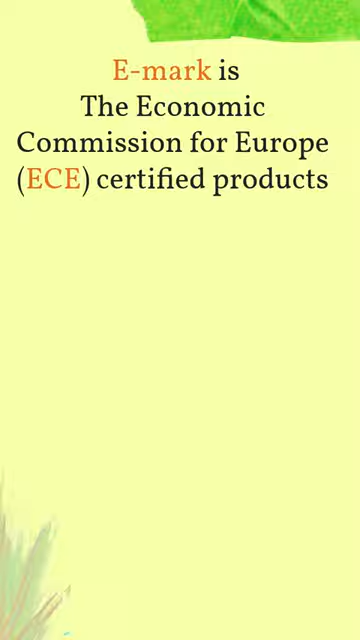 E-mark is
The Economic
Commission for Europe
(ECE) certified products